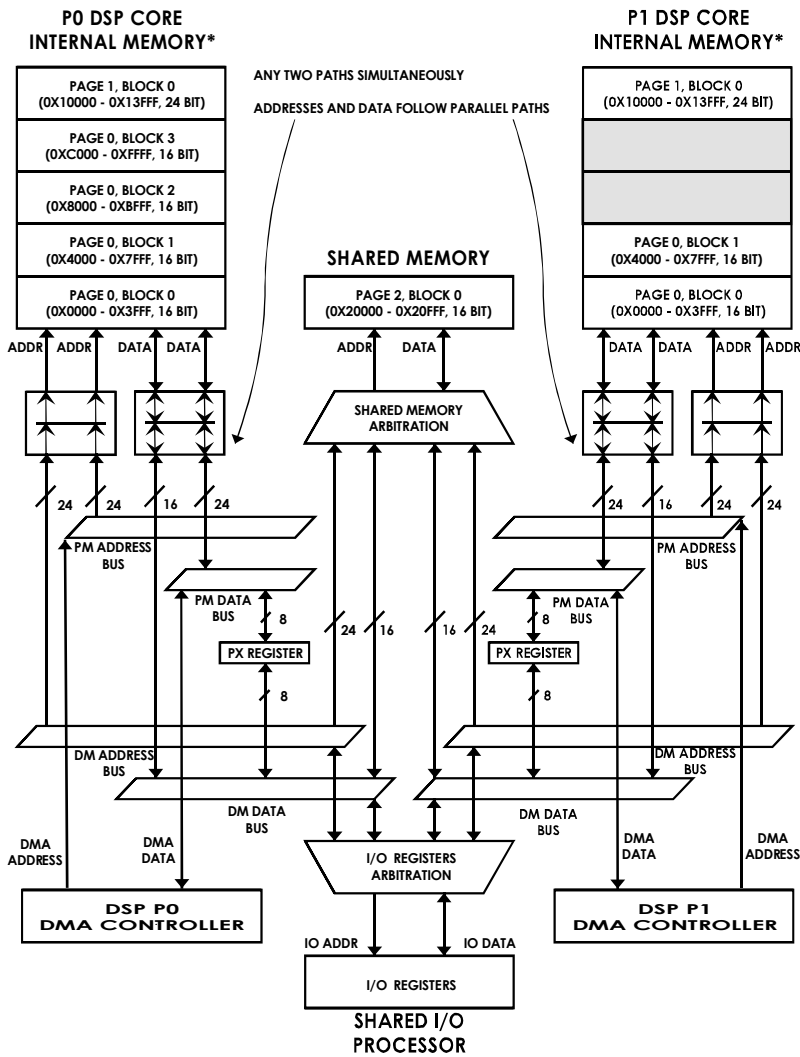 P0 DSP CORE
INTERNAL MEMORY*
PAGE 1, BLOCK 0
(0X10000 - 0X13FFF, 24 BIT)
PAGE 0, BLOCK 3
(0XC000 - 0XFFFF, 16 BIT)
PAGE 0, BLOCK 2
(0X8000 - 0XBFFF, 16 BIT)
PAGE 0, BLOCK 1
(0X4000 - 0X7FFF, 16 BIT)
PAGE 0, BLOCK 0
(0X0000 - 0X3FFF, 16 BIT)
ANY TWO PATHS SIMULTANEOUSLY
ADDRESSES AND DATA FOLLOW PARALLEL PATHS
P1 DSP CORE
INTERNAL MEMORY*
PAGE 1, BLOCK 0
(0X10000 - 0X13FFF, 24 BIT)
PAGE 0, BLOCK 1
(0X4000 - 0X7FFF, 16 BIT)
PAGE 0, BLOCK 0
(0X0000 - 0X3FFF, 16 BIT)
SHARED MEMORY
PAGE 2, BLOCK 0
(0X20000 - 0X20FFF, 16 BIT)
ADDR ADDR DATA DATA
ADDR DATA
DATA DATA ADDR ADDR
SHARED MEMORY
ARBITRATION
24 24 16 24
24 16 24 24
PM ADDRESS
BUS
PM ADDRESS
BUS
PM DATA
BUS
PM DATA
BUS
8
24 16 16 24
8
PX REGISTER
PX REGISTER
8
8
DM ADDRESS
BUS
DM ADDRESS
BUS
DM DATA
BUS
DM DATA
BUS
DMA
ADDRESS
DMA
DATA
DMA
DATA
DMA
ADDRESS
I/O REGISTERS
ARBITRATION
DSP P0
DMA CONTROLLER
DSP P1
DMA CONTROLLER
IO ADDR IO DATA
I/O REGISTERS
SHARED I/O
PROCESSOR